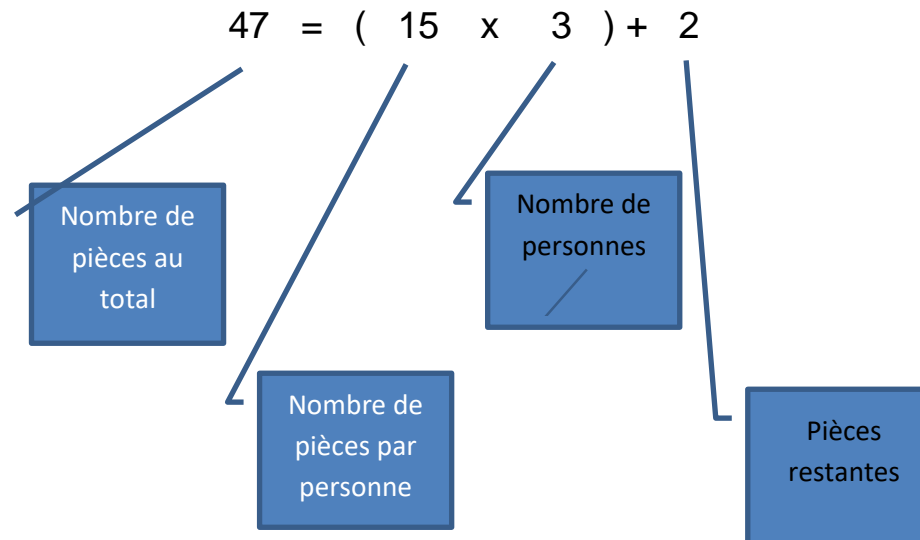 47 = ( 15 x 3 ) + 2
Nombre de
pièces au
total
Nombre de
personnes
Nombre de
pièces par
personne
Pièces
restantes